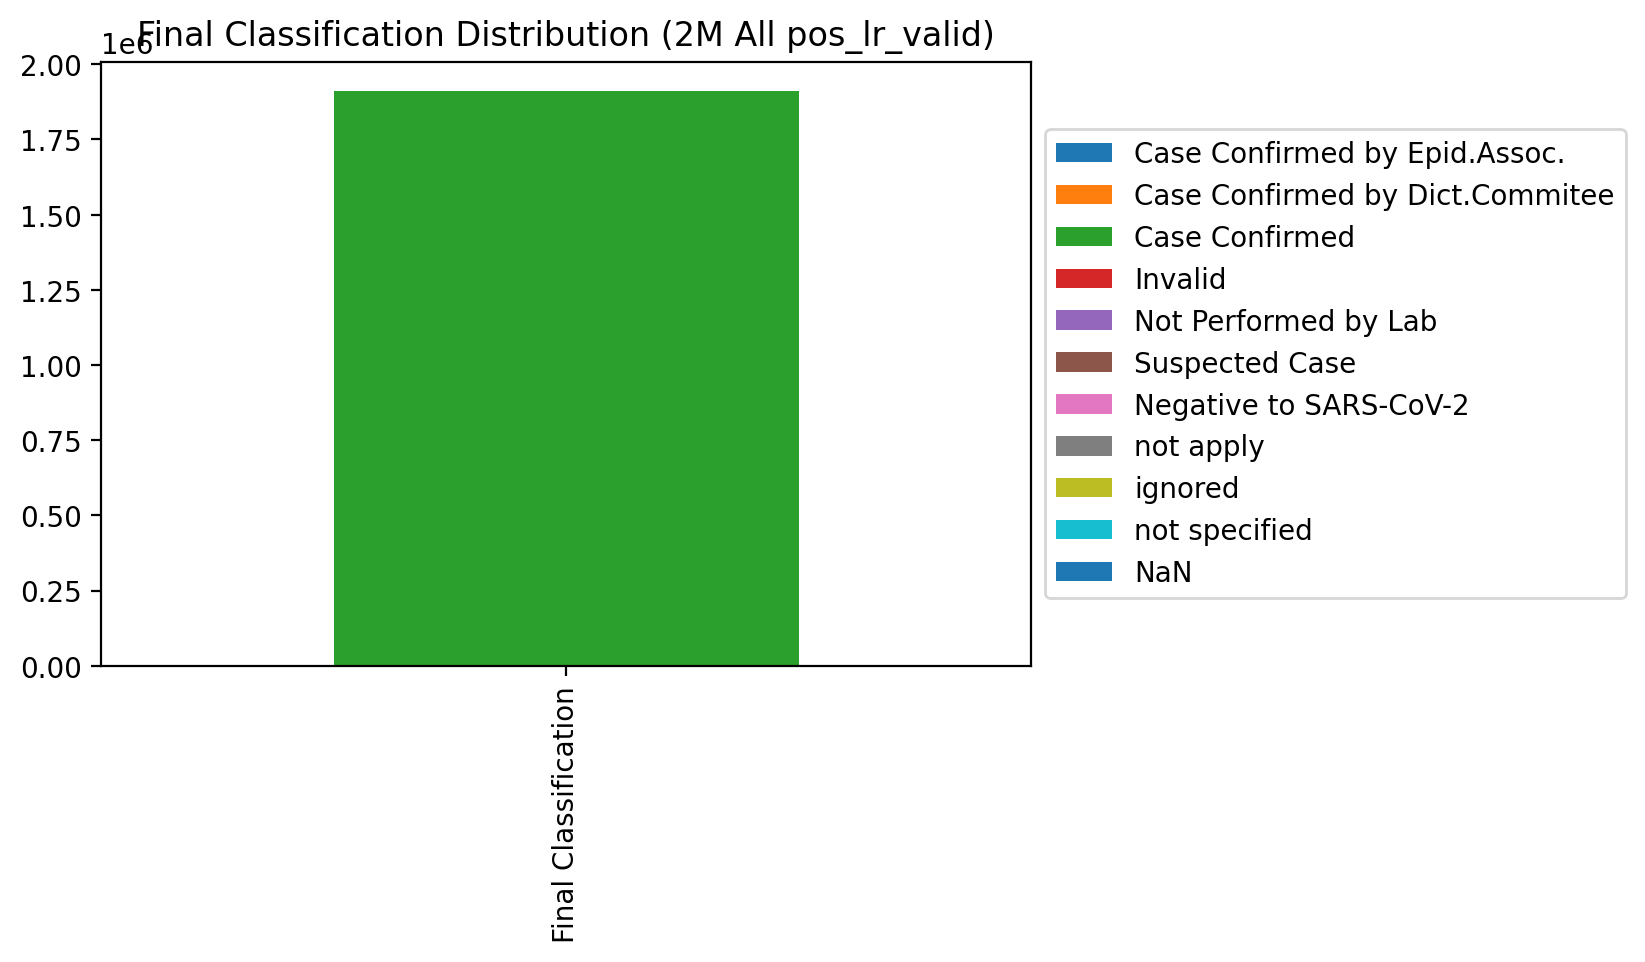 Final Classification Distribution (2M All pos_lr_valid)
1e6
2.00
1.75
1.50
1.25
1.00
0.75
0.50
0.25
0.00
Final Classification
Case Confirmed by Epid.Assoc.
Case Confirmed by Dict.Commitee
Case Confirmed
Invalid
Not Performed by Lab
Suspected Case
Negative to SARS-CoV-2
not apply
ignored
not specified
NaN